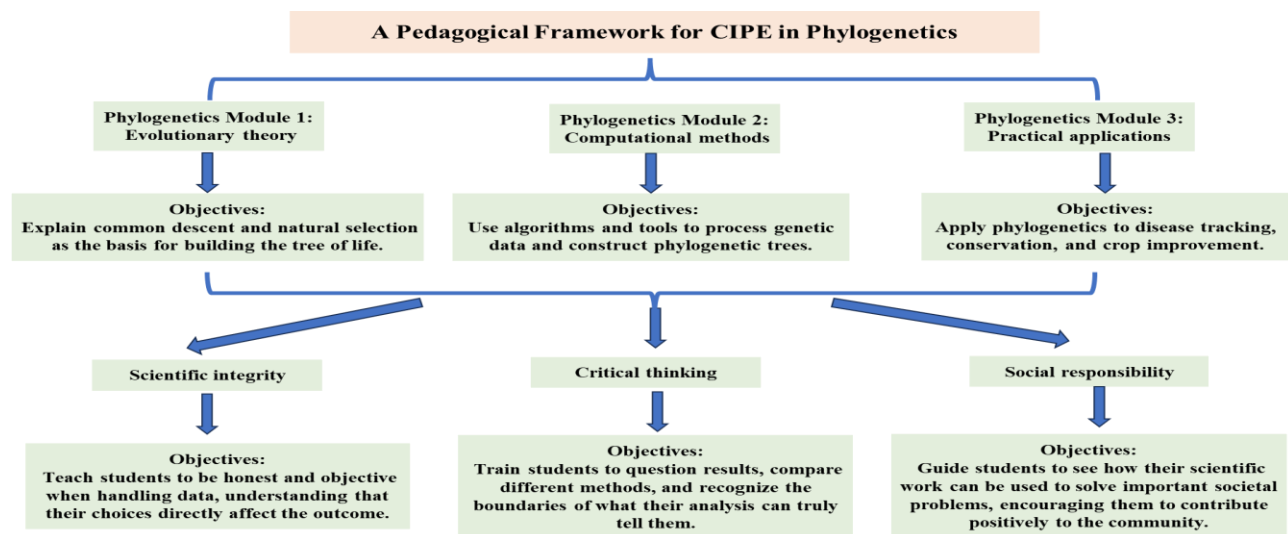 A Pedagogical Framework for CIPE in Phylogenetics
Phylogenetics Module 1:
Evolutionary theory
Phylogenetics Module 2:
Computational methods
Phylogenetics Module 3:
Practical applications
Objectives:
Explain common descent and natural selection
as the basis for building the tree of life.
Objectives:
Use algorithms and tools to process genetic
data and construct phylogenetic trees.
Objectives:
Apply phylogenetics to disease tracking,
conservation, and crop improvement.
Scientific integrity
Critical thinking
Social responsibility
Objectives:
Teach students to be honest and objective
when handling data, understanding that
their choices directly affect the outcome.
Objectives:
Train students to question results, compare
different methods, and recognize the
boundaries of what their analysis can truly
tell them.
Objectives:
Guide students to see how their scientific
work can be used to solve important societal
problems, encouraging them to contribute
positively to the community.